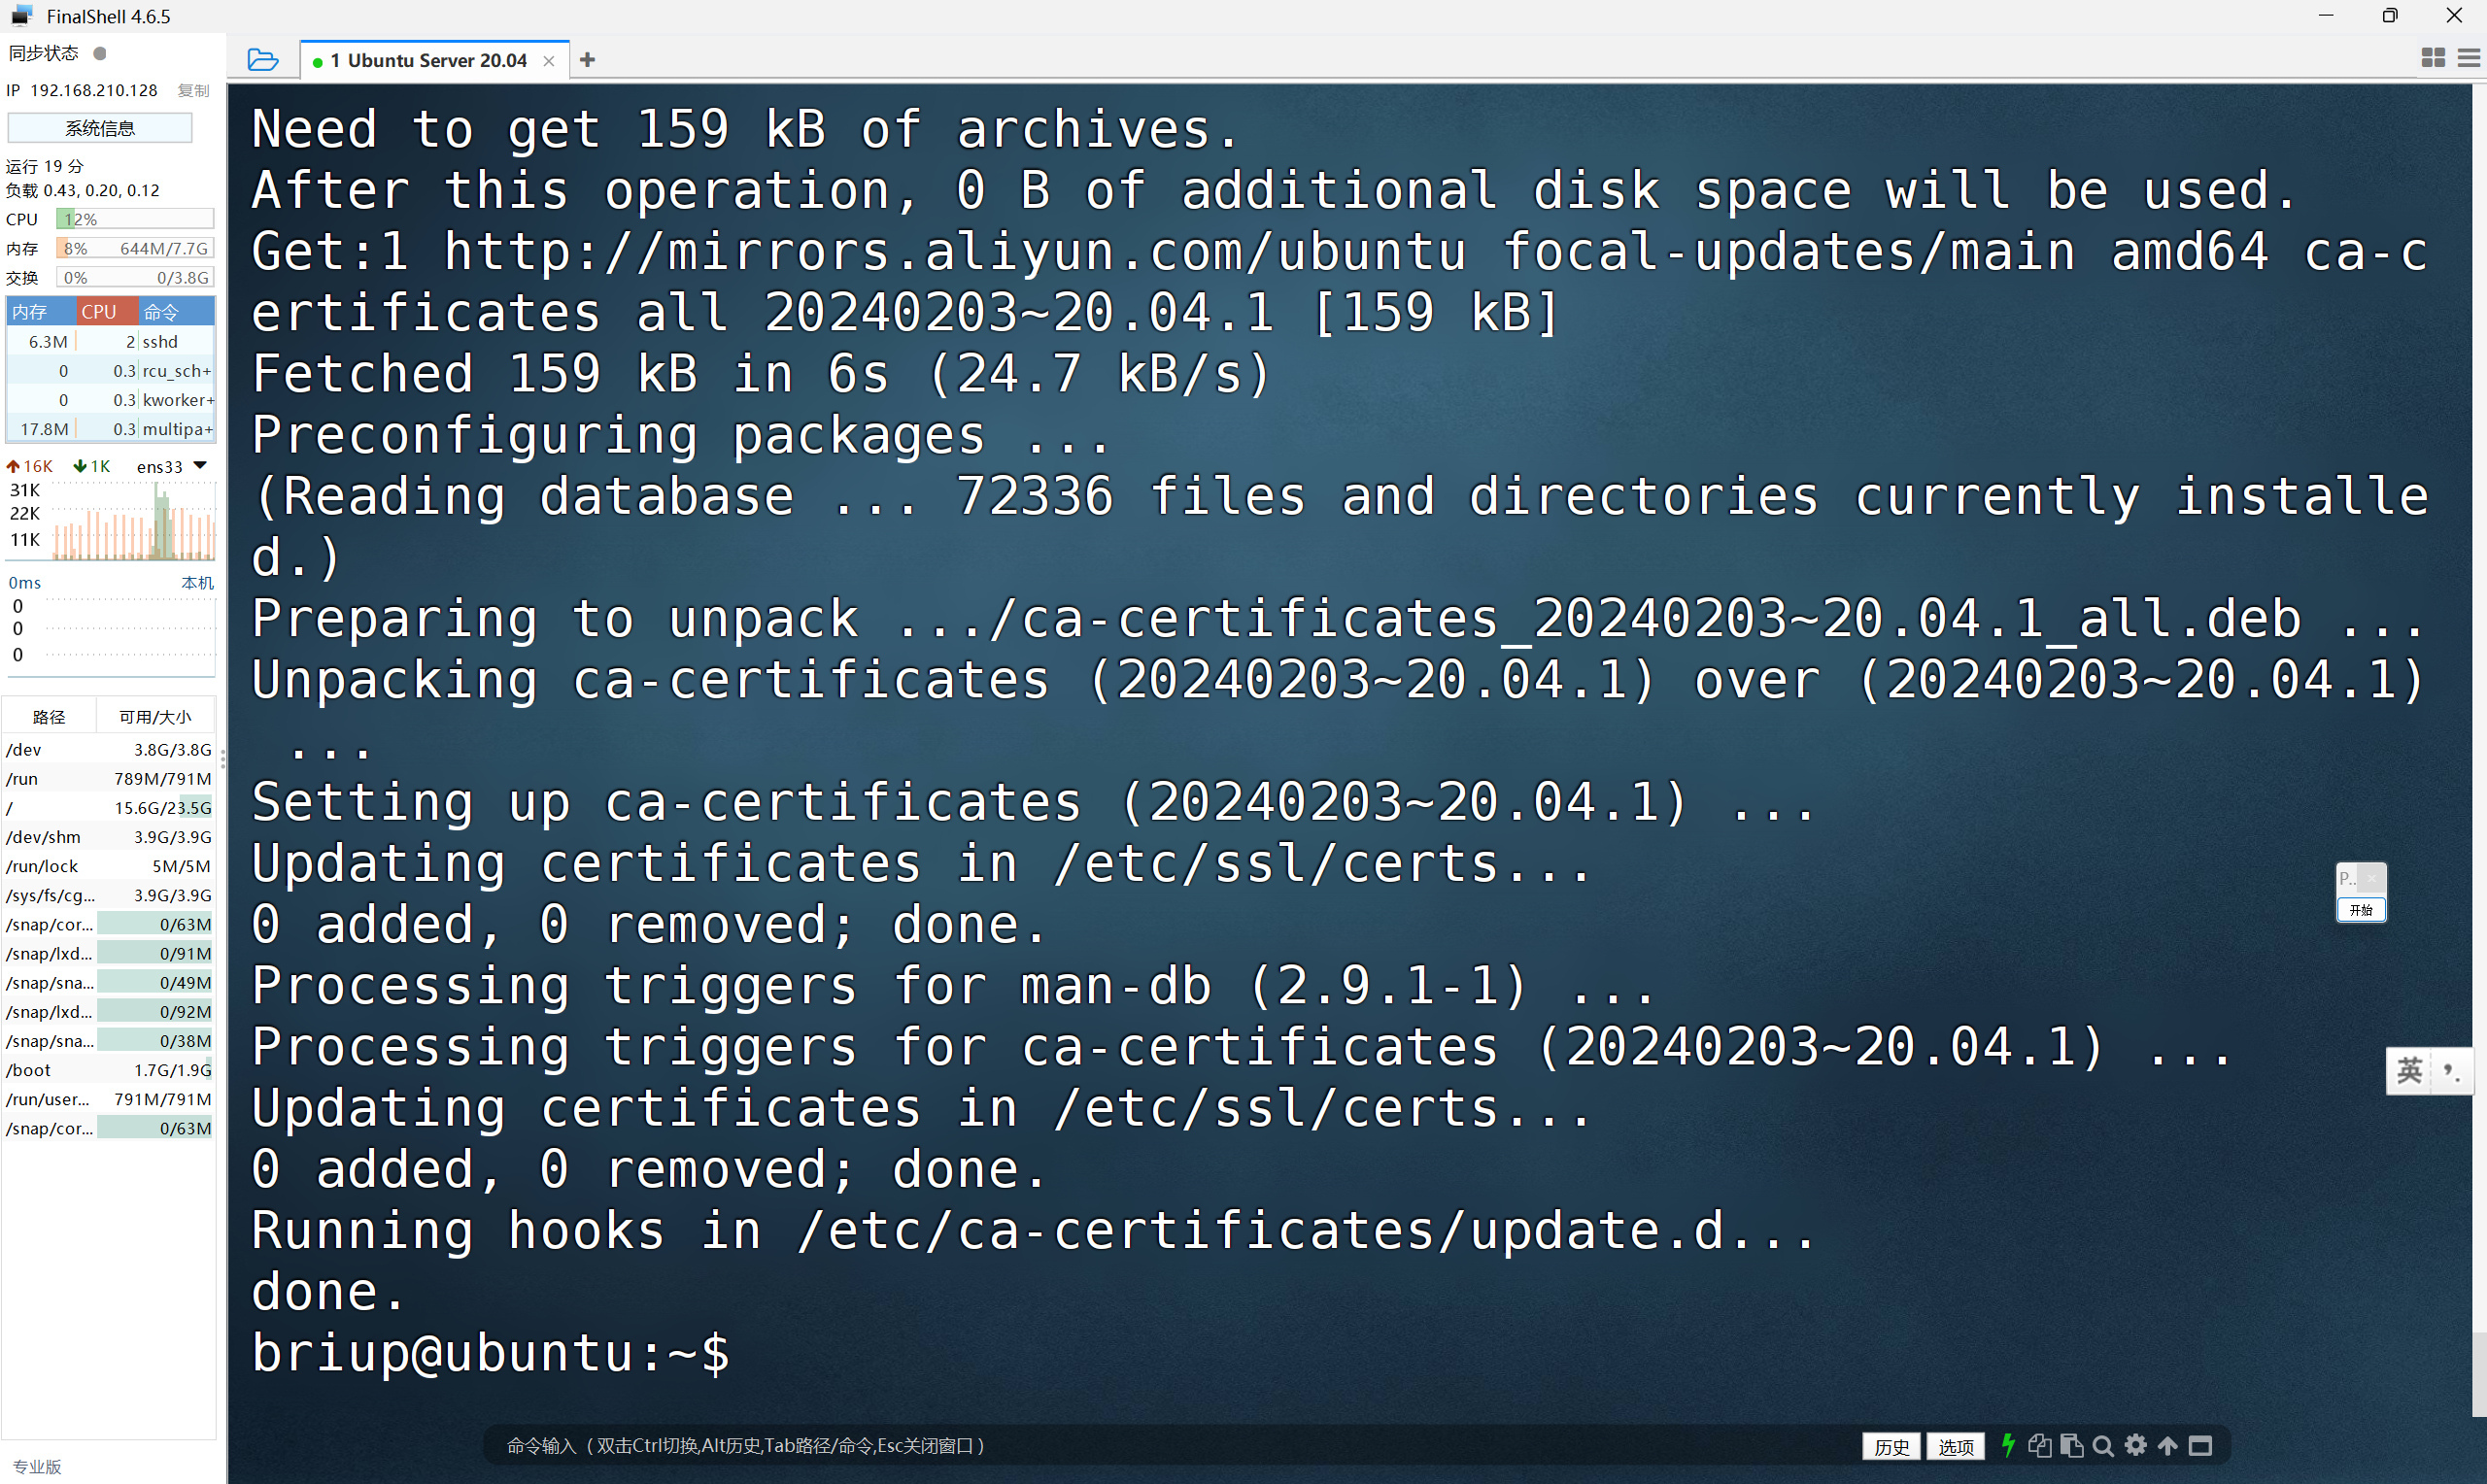 FinalShell 4.6.5
同步状态
IP 192.168.210.128 复制
系统信息
运行 19 分
负载 0.43, 0.20, 0.12
CPU 12%
内存 8% 644M/7.7G
交换 0% 0/3.8G
内存 CPU 命令
6.3M 2 sshd
0 0.3 rcu_sch+
0 0.3 kworker+
17.8M 0.3 multipa+
16K 1K ens33
31K
22K
11K
0ms 本机
0
0
0
路径 可用/大小
/dev 3.8G/3.8G
/run 789M/791M
/ 15.6G/23.5G
/dev/shm 3.9G/3.9G
/run/lock 5M/5M
/sys/fs/cg... 3.9G/3.9G
/snap/cor... 0/63M
/snap/lxd... 0/91M
/snap/sna... 0/49M
/snap/lxd... 0/92M
/snap/sna... 0/38M
/boot 1.7G/1.9G
/run/user... 791M/791M
/snap/cor... 0/63M
专业版
1 Ubuntu Server 20.04
Need to get 159 kB of archives.
After this operation, 0 B of additional disk space will be used.
Get:1 http://mirrors.aliyun.com/ubuntu focal-updates/main amd64 ca-c
ertificates all 20240203~20.04.1 [159 kB]
Fetched 159 kB in 6s (24.7 kB/s)
Preconfiguring packages ...
(Reading database ... 72336 files and directories currently installe
d.)
Preparing to unpack .../ca-certificates_20240203~20.04.1_all.deb ...
Unpacking ca-certificates (20240203~20.04.1) over (20240203~20.04.1)
...
Setting up ca-certificates (20240203~20.04.1) ...
Updating certificates in /etc/ssl/certs...
0 added, 0 removed; done.
Processing triggers for man-db (2.9.1-1) ...
Processing triggers for ca-certificates (20240203~20.04.1) ...
Updating certificates in /etc/ssl/certs...
0 added, 0 removed; done.
Running hooks in /etc/ca-certificates/update.d...
done.
briup@ubuntu:~$
P...
开始
英 ,.
命令输入 ( 双击Ctrl切换,Alt历史,Tab路径/命令,Esc关闭窗口 )
历史 选项